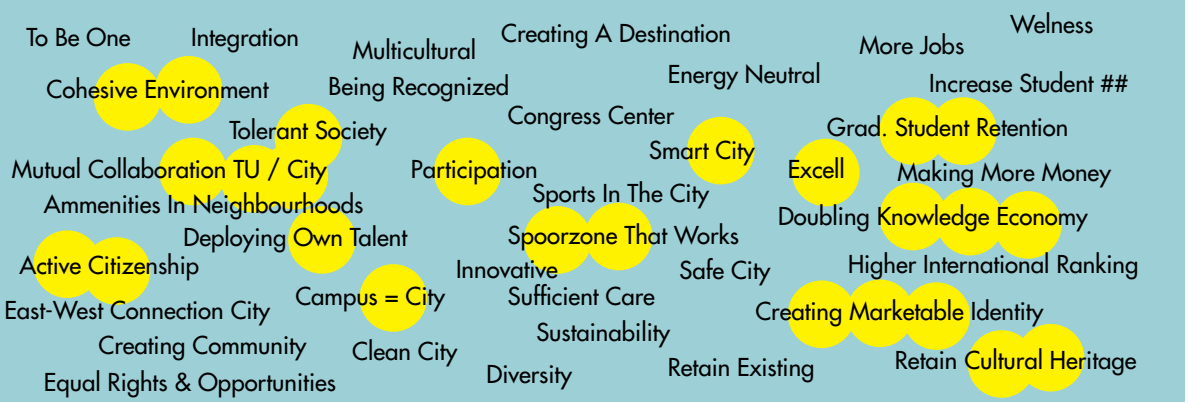 To Be One
Integration
Multicultural
Creating A Destination
More Jobs
Welness
Cohesive Environment
Being Recognized
Energy Neutral
Increase Student ##
Tolerant Society
Congress Center
Grad. Student Retention
Mutual Collaboration TU / City
Participation
Smart City
Excell
Making More Money
Ammenities In Neighbourhoods
Sports In The City
Doubling Knowledge Economy
Deploying Own Talent
Spoorzone That Works
Active Citizenship
Innovative
Safe City
Higher International Ranking
East-West Connection City
Campus = City
Sufficient Care
Creating Marketable Identity
Creating Community
Clean City
Sustainability
Retain Existing
Retain Cultural Heritage
Equal Rights & Opportunities
Diversity